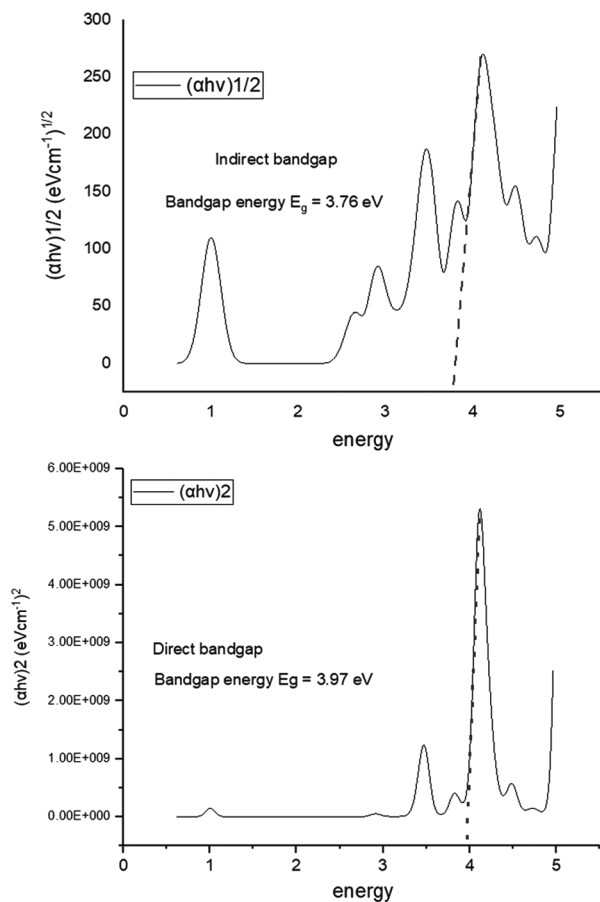 300
250
200
150
100
50
0
(αhv)1/2 (eVcm⁻¹)¹/²
(αhv)1/2
Indirect bandgap
Bandgap energy E_g = 3.76 eV
0 1 2 3 4 5
energy
6.00E+009
5.00E+009
4.00E+009
3.00E+009
2.00E+009
1.00E+009
0.00E+000
(αhv)2 (eVcm⁻¹)²
(αhv)2
Direct bandgap
Bandgap energy Eg = 3.97 eV
0 1 2 3 4 5
energy